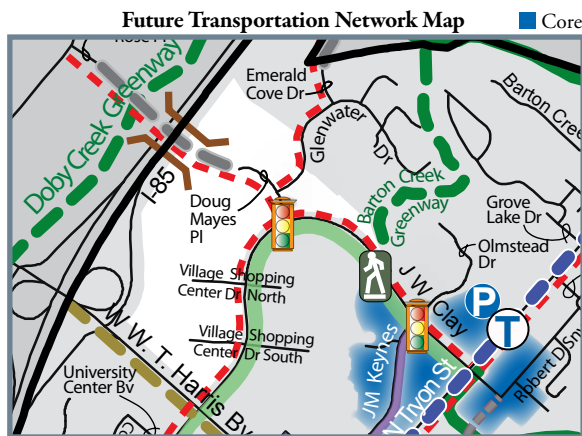 Future Transportation Network Map
Core
Emerald
Cove Dr
Glenwater
Dr
Barton Creek
Doby Creek Greenway
I-85
Doug
Mayes
Pl
Barton Creek
Greenway
Grove
Lake Dr
Olmstead
Dr
Village Shopping
Center Dr North
J W Clay
P
T
W W. T. Harris Bv
Village Shopping
Center Dr South
JM Keynes
N Tryon St
Robert D Sn
University
Center Bv